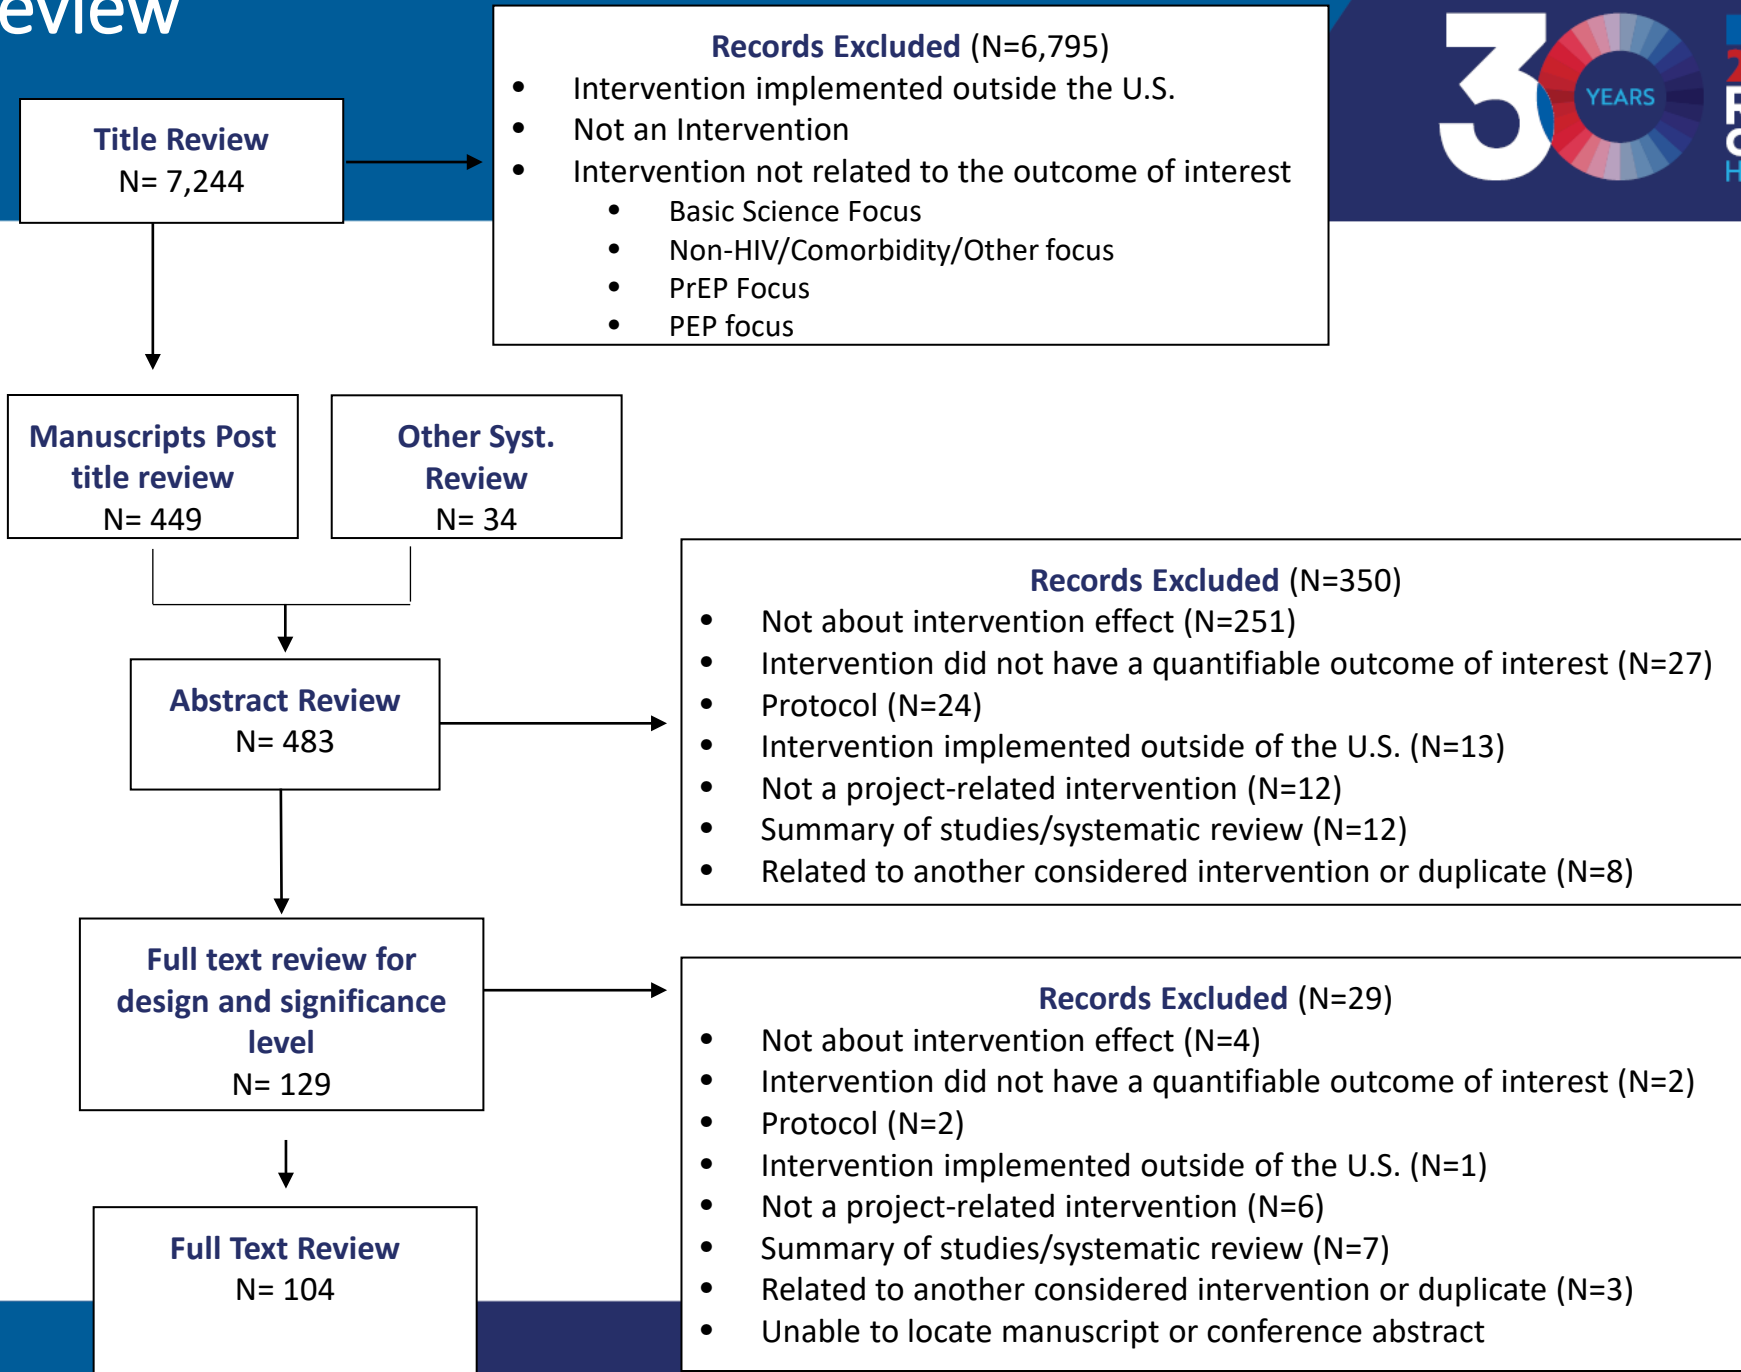 Records Excluded (N=6,795)
• Intervention implemented outside the U.S.
• Not an Intervention
• Intervention not related to the outcome of interest
• Basic Science Focus
• Non-HIV/Comorbidity/Other focus
• PrEP Focus
• PEP focus
30
YEARS
Title Review
N= 7,244
Manuscripts Post
title review
N= 449
Other Syst.
Review
N= 34
Abstract Review
N= 483
Records Excluded (N=350)
• Not about intervention effect (N=251)
• Intervention did not have a quantifiable outcome of interest (N=27)
• Protocol (N=24)
• Intervention implemented outside of the U.S. (N=13)
• Not a project-related intervention (N=12)
• Summary of studies/systematic review (N=12)
• Related to another considered intervention or duplicate (N=8)
Full text review for
design and significance
level
N= 129
Records Excluded (N=29)
• Not about intervention effect (N=4)
• Intervention did not have a quantifiable outcome of interest (N=2)
• Protocol (N=2)
• Intervention implemented outside of the U.S. (N=1)
• Not a project-related intervention (N=6)
• Summary of studies/systematic review (N=7)
• Related to another considered intervention or duplicate (N=3)
• Unable to locate manuscript or conference abstract
Full Text Review
N= 104